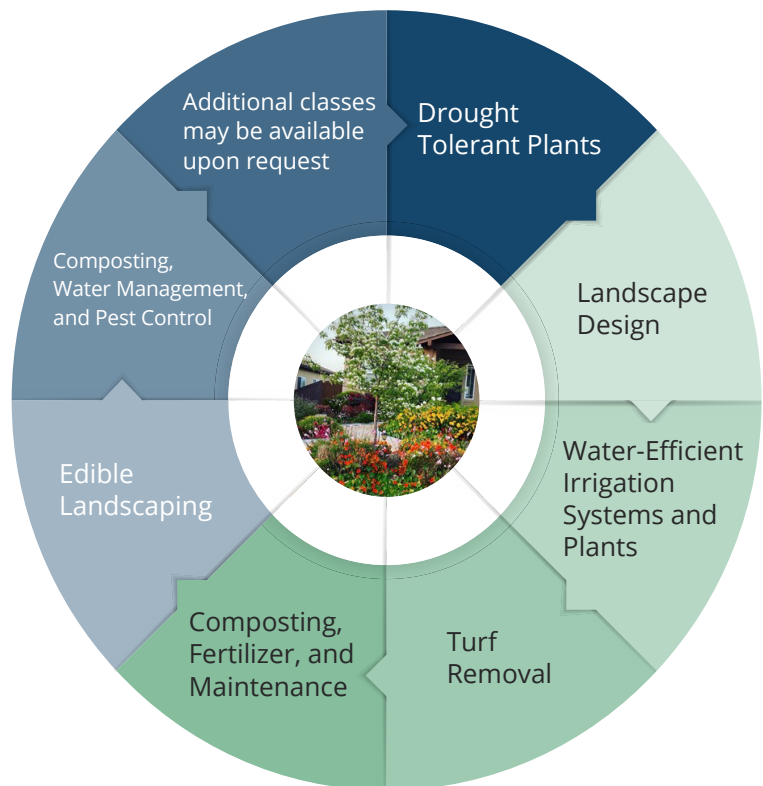 Additional classes
may be available
upon request
Drought
Tolerant Plants
Landscape
Design
Water-Efficient
Irrigation
Systems and
Plants
Turf
Removal
Composting,
Fertilizer, and
Maintenance
Edible
Landscaping
Composting,
Water Management,
and Pest Control